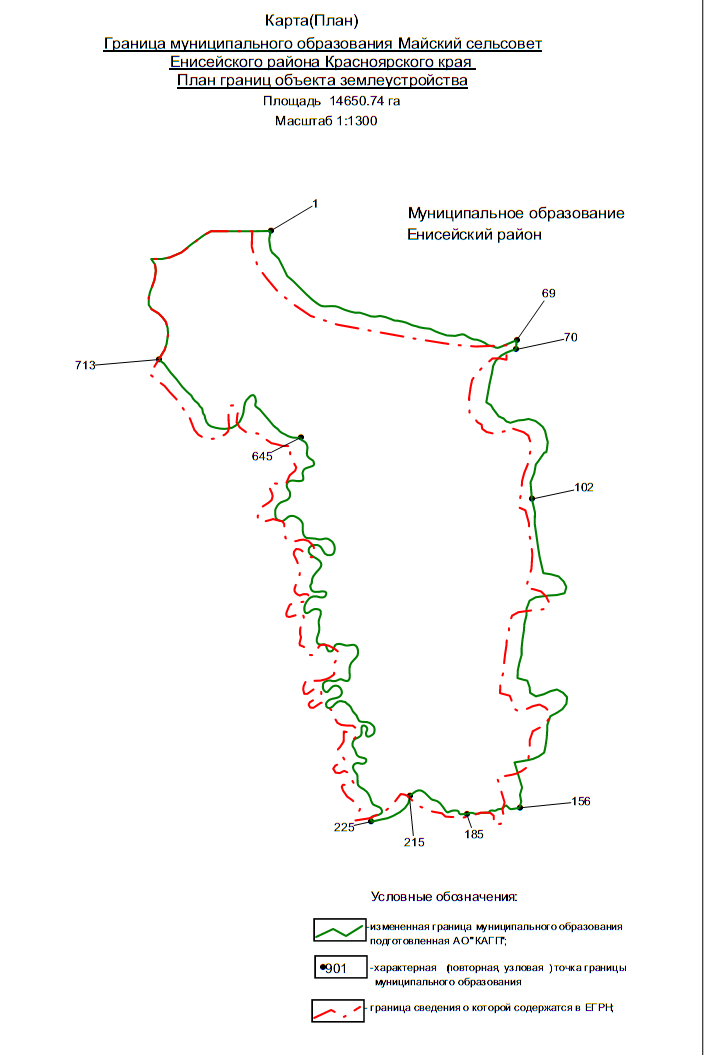 Карта(План)
Граница муниципального образования Майский сельсовет
Енисейского района Красноярского края
План границ объекта землеустройства
Площадь 14650.74 га
Масштаб 1:1300
1
Муниципальное образование
Енисейский район
69
70
713
645
102
156
225
185
215
Условные обозначения:
-измененная граница муниципального образования
подготовленная АО"КАГП";
901
-характерная (повторная, узловая ) точка границы
муниципального образования
- граница сведения о которой содержатся в ЕГРН;